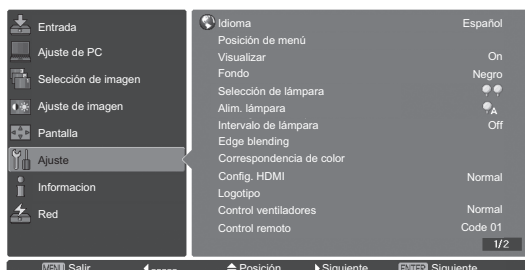 Entrada
Ajuste de PC
Selección de imagen
Ajuste de imagen
Pantalla
Ajuste
Informacion
Red
Idioma Español
Posición de menú
Visualizar On
Fondo Negro
Selección de lámpara
Alim. lámpara A
Intervalo de lámpara Off
Edge blending
Correspondencia de color
Config. HDMI Normal
Logotipo
Control ventiladores Normal
Control remoto Code 01
1/2
MENU Salir Posición Siguiente ENTER Siguiente